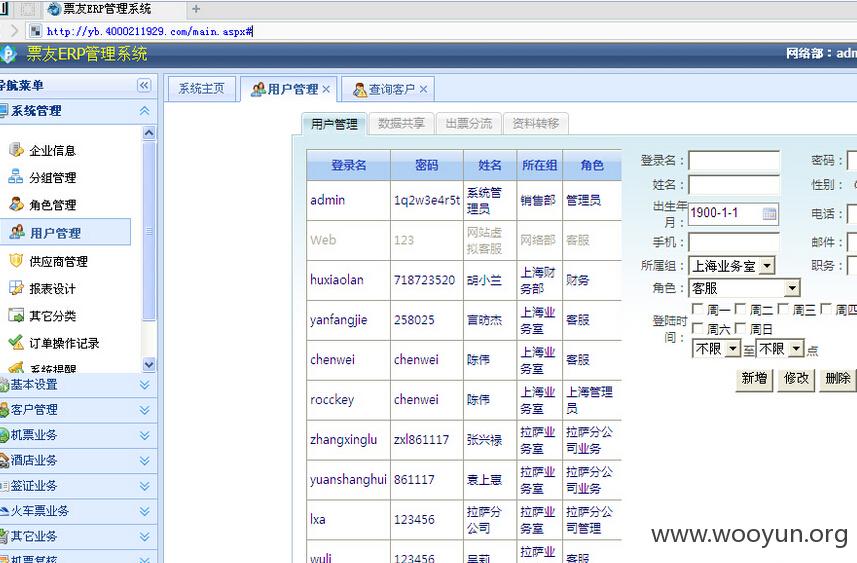 票友ERP管理系统
http://yb.4000211929.com/main.aspx#
票友ERP管理系统
网络部：adm
导航菜单
系统管理
企业信息
分组管理
角色管理
用户管理
供应商管理
报表设计
其它分类
订单操作记录
系统提醒
基本设置
客户管理
机票业务
酒店业务
签证业务
火车票业务
其它业务
机票复核
系统主页 用户管理 查询客户
用户管理 数据共享 出票分流 资料转移
登录名 密码 姓名 所在组 角色
admin 1q2w3e4r5t 系统管理员 销售部 管理员
Web 123 网站虚拟客服 网络部 客服
huxiaolan 718723520 胡小兰 上海财务部 财务
yanfangjie 258025 言昉杰 上海业务室 客服
chenwei chenwei 陈伟 上海业务室 客服
rocckey chenwei 陈伟 上海业务室 上海管理员
zhangxinglu zxl861117 张兴禄 拉萨业务室 拉萨分公司业务
yuanshanghui 861117 袁上惠 拉萨业务室 拉萨分公司业务
lxa 123456 拉萨分公司 拉萨业务室 拉萨分公司管理
wuli 123456 吴莉 拉萨业 客服
登录名： 密码：
姓名： 性别：
出生年月： 1900-1-1 电话：
手机： 邮件：
所属组： 上海业务室 职务：
角色： 客服
登陆时间： 周一 周二 周三 周四
周六 周日
不限 至 不限 点
新增 修改 删除
www.wooyun.org